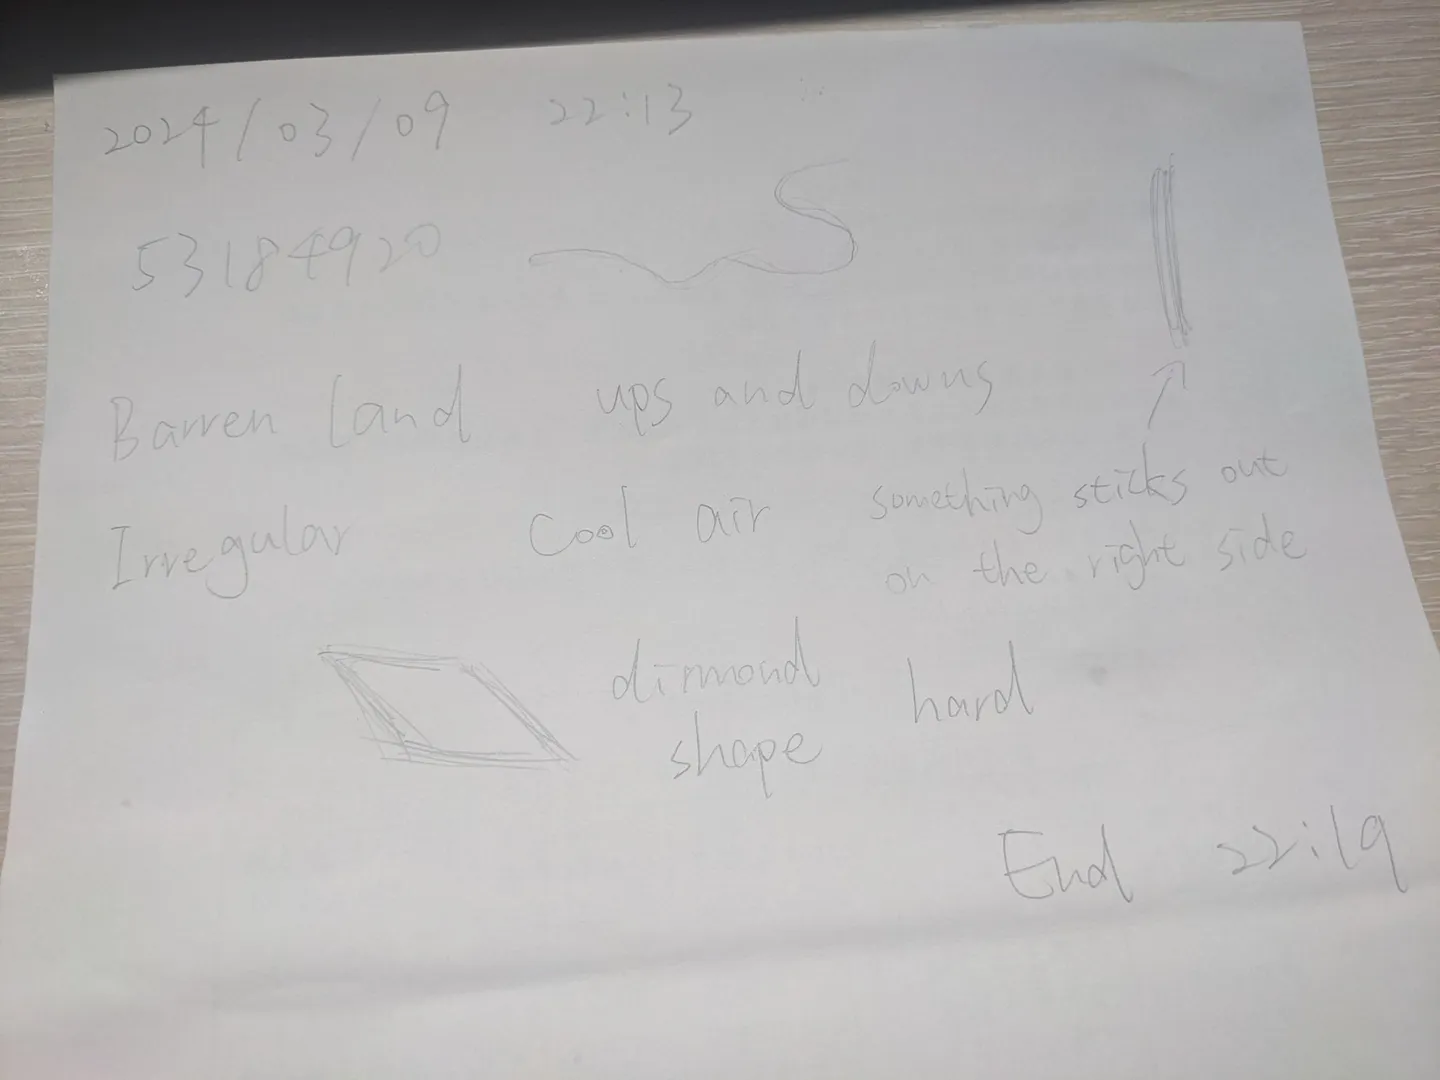 2024/03/09 22:13
53184920
Barren land ups and downs
Irregular Cool air something sticks out
on the right side
dirmond hard
shape
End 22:19